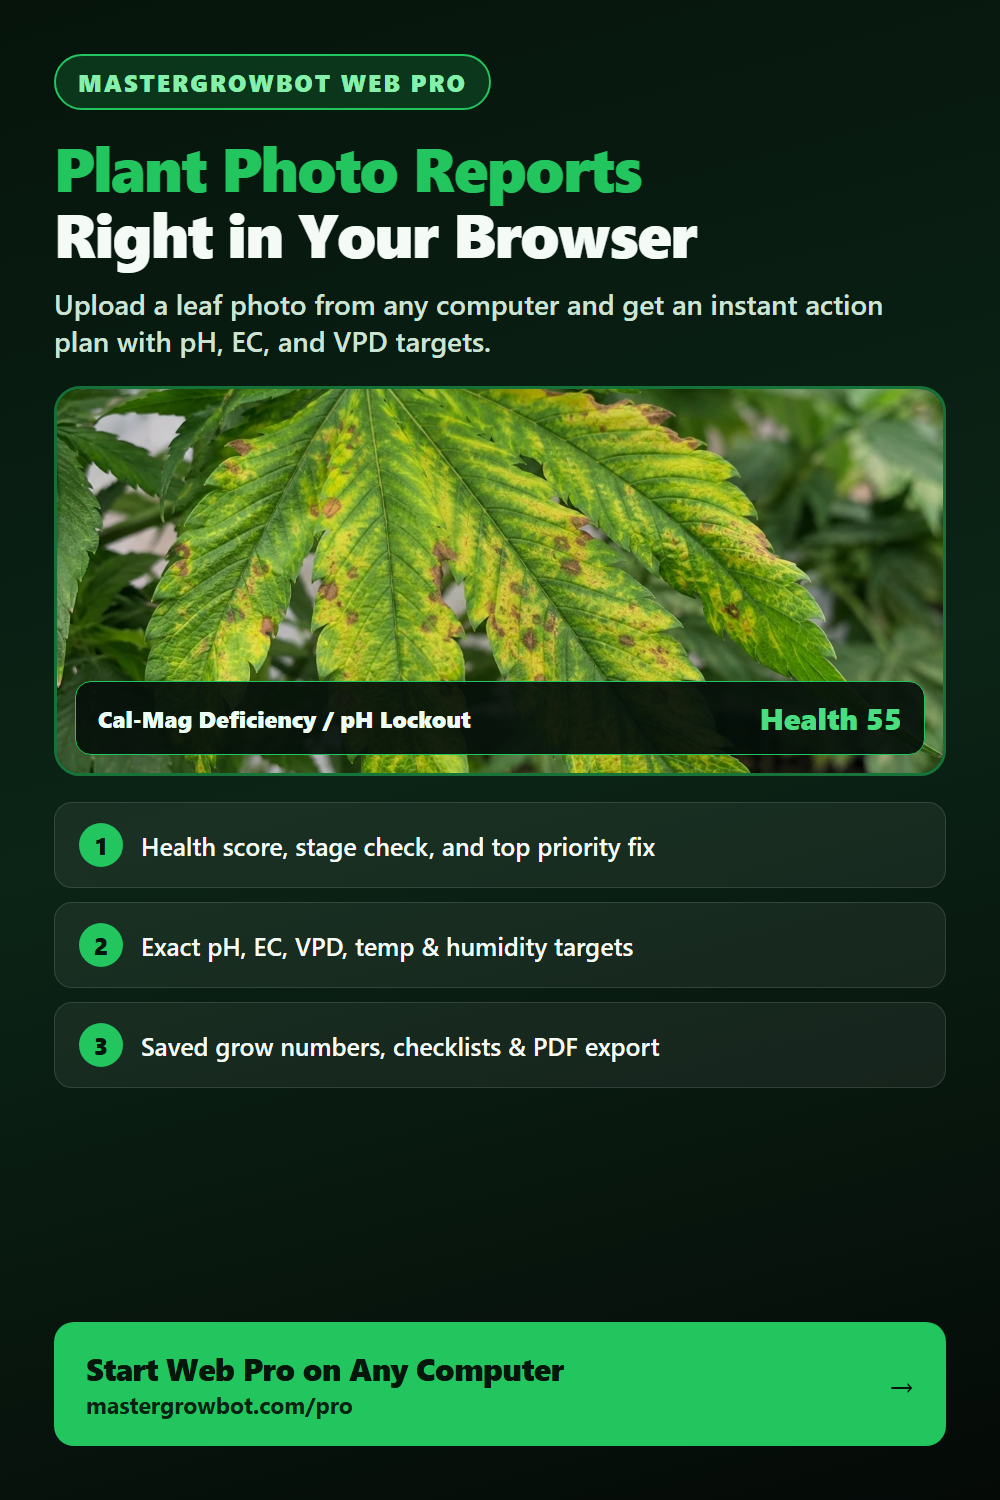 MASTERGROWBOT WEB PRO
Plant Photo Reports
Right in Your Browser
Upload a leaf photo from any computer and get an instant action
plan with pH, EC, and VPD targets.
Cal-Mag Deficiency / pH Lockout
Health 55
1 Health score, stage check, and top priority fix
2 Exact pH, EC, VPD, temp & humidity targets
3 Saved grow numbers, checklists & PDF export
Start Web Pro on Any Computer
mastergrowbot.com/pro
→